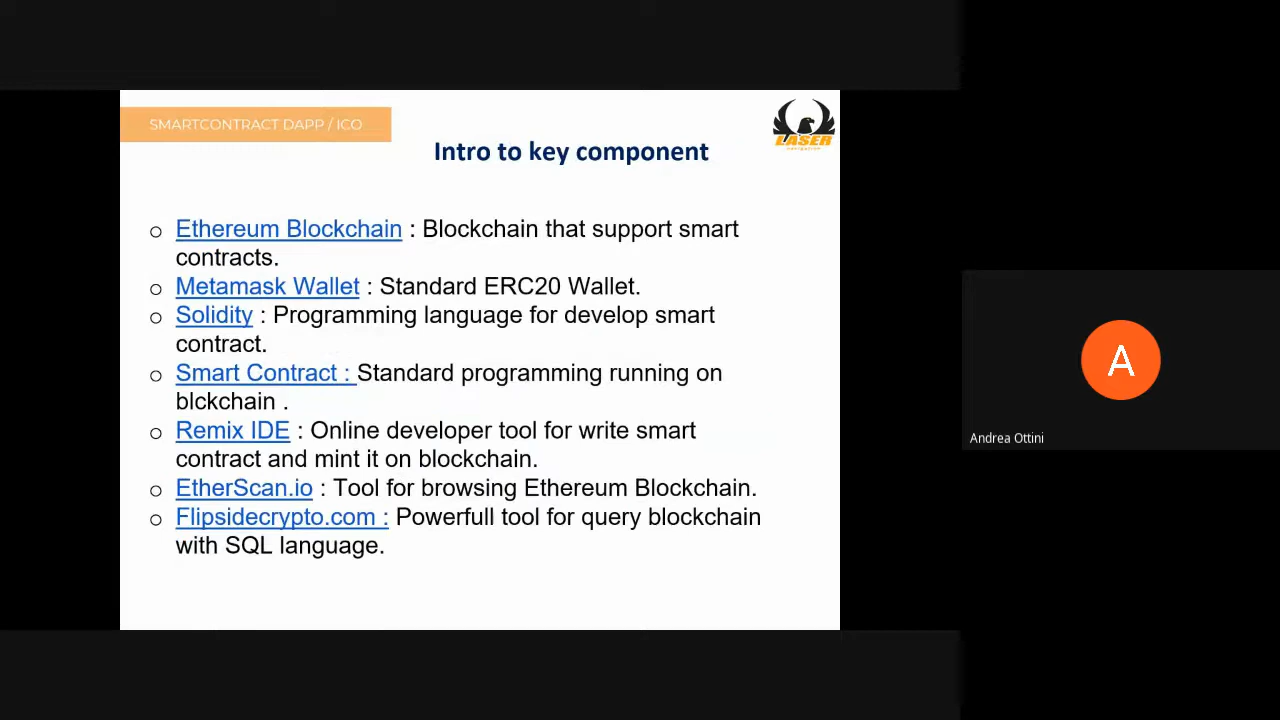 SMARTCONTRACT DAPP / ICO
LASER
Intro to key component
o Ethereum Blockchain : Blockchain that support smart
contracts.
o Metamask Wallet : Standard ERC20 Wallet.
o Solidity : Programming language for develop smart
contract.
o Smart Contract : Standard programming running on
blckchain .
o Remix IDE : Online developer tool for write smart
contract and mint it on blockchain.
o EtherScan.io : Tool for browsing Ethereum Blockchain.
o Flipsidecrypto.com : Powerfull tool for query blockchain
with SQL language.
A
Andrea Ottini